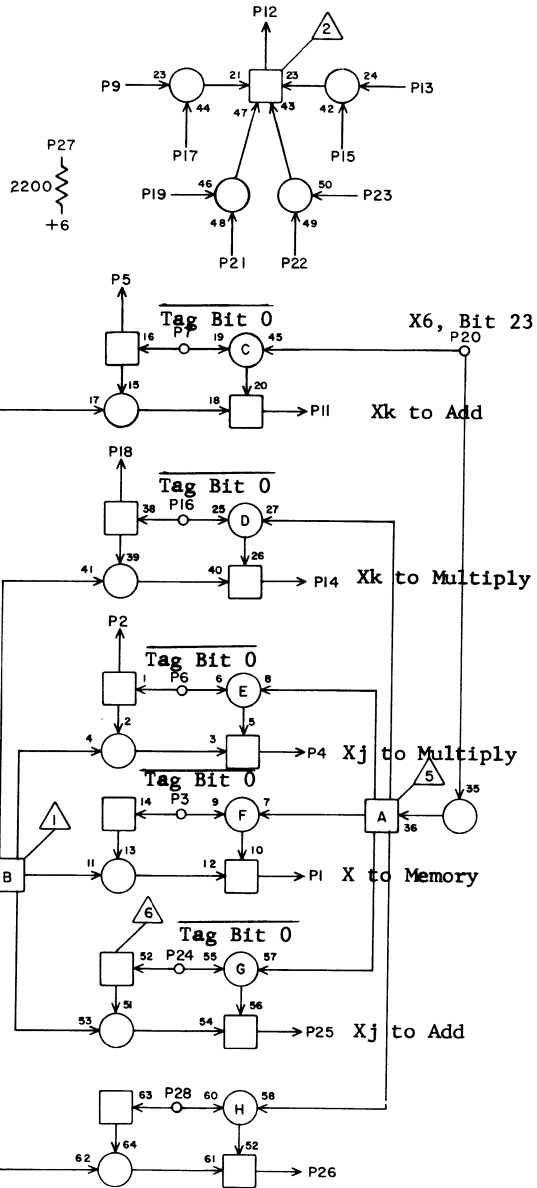 P12
2
P9 23 21 23 24 P13
44 47 43 42
P17 P15
P27
2200
+6
P19 46 50 P23
48 49
P21 P22
P5
Tag Bit 0
X6, Bit 23
16 P7 19 C 45 P20
15 20
17 18 P11 Xk to Add
P18
Tag Bit 0
38 P16 25 D 27
39 26
41 40 P14 Xk to Multiply
P2
Tag Bit 0
1 P6 6 E 8
2 5
4 3 P4 Xj to Multiply
Tag Bit 0
5
14 P3 9 F 7 A 36 35
1
13 10
B 11 12 P1 X to Memory
6
Tag Bit 0
52 P24 55 G 57
51 56
53 54 P25 Xj to Add
63 P28 60 H 58
64 52
62 61 P26